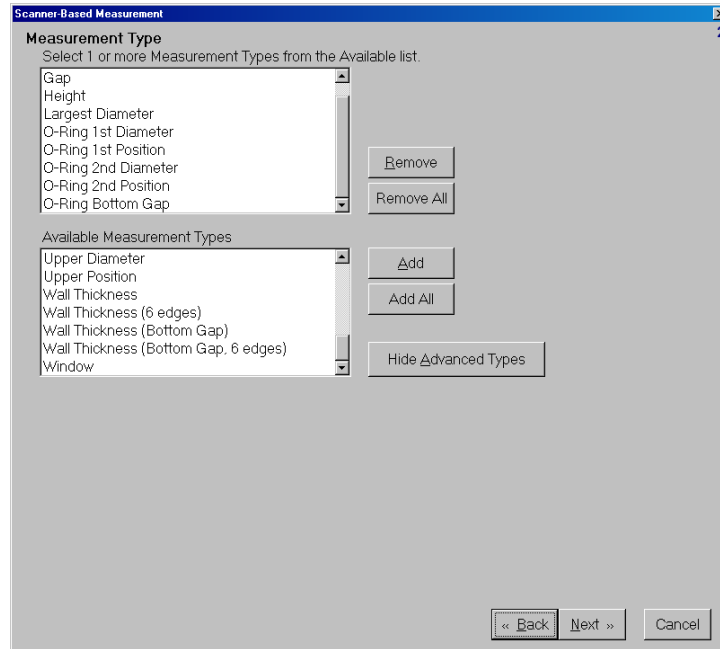 Scanner-Based Measurement
Measurement Type
Select 1 or more Measurement Types from the Available list.
Gap
Height
Largest Diameter
O-Ring 1st Diameter
O-Ring 1st Position
O-Ring 2nd Diameter
O-Ring 2nd Position
O-Ring Bottom Gap
Remove
Remove All
Available Measurement Types
Upper Diameter
Upper Position
Wall Thickness
Wall Thickness (6 edges)
Wall Thickness (Bottom Gap)
Wall Thickness (Bottom Gap, 6 edges)
Window
Add
Add All
Hide Advanced Types
« Back
Next »
Cancel